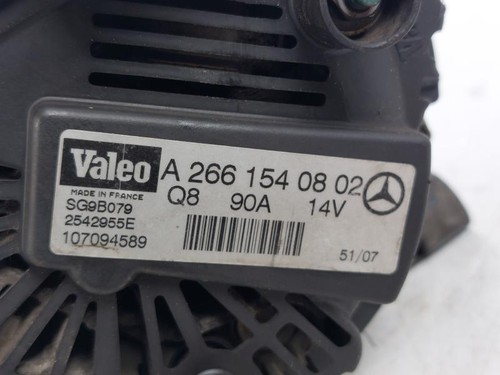 Valeo A 266 154 08 02
MADE IN FRANCE Q8 90A 14V
SG9B079
2542955E
107094589 51/07